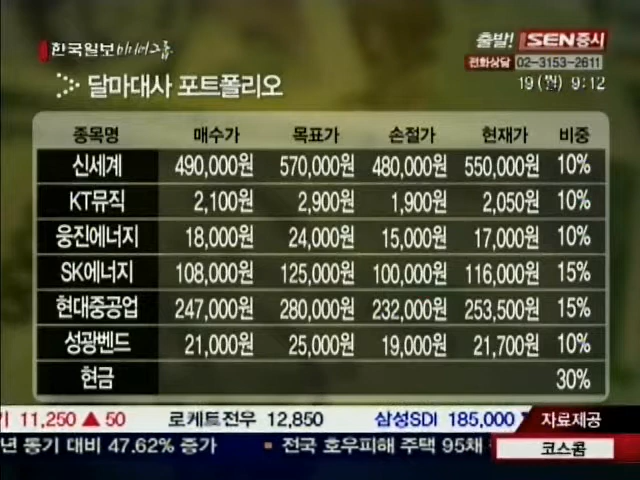 한국일보 미디어그룹
출발! SEN증시
전화상담 02-3153-2611
19 (월) 9:12
달마대사 포트폴리오
종목명 매수가 목표가 손절가 현재가 비중
신세계 490,000원 570,000원 480,000원 550,000원 10%
KT뮤직 2,100원 2,900원 1,900원 2,050원 10%
웅진에너지 18,000원 24,000원 15,000원 17,000원 10%
SK에너지 108,000원 125,000원 100,000원 116,000원 15%
현대중공업 247,000원 280,000원 232,000원 253,500원 15%
성광벤드 21,000원 25,000원 19,000원 21,700원 10%
현금 30%
11,250 ▲ 50 로케트전우 12,850 삼성SDI 185,000 자료제공
년 동기 대비 47.62% 증가 ▪ 전국 호우피해 주택 95채 코스콤